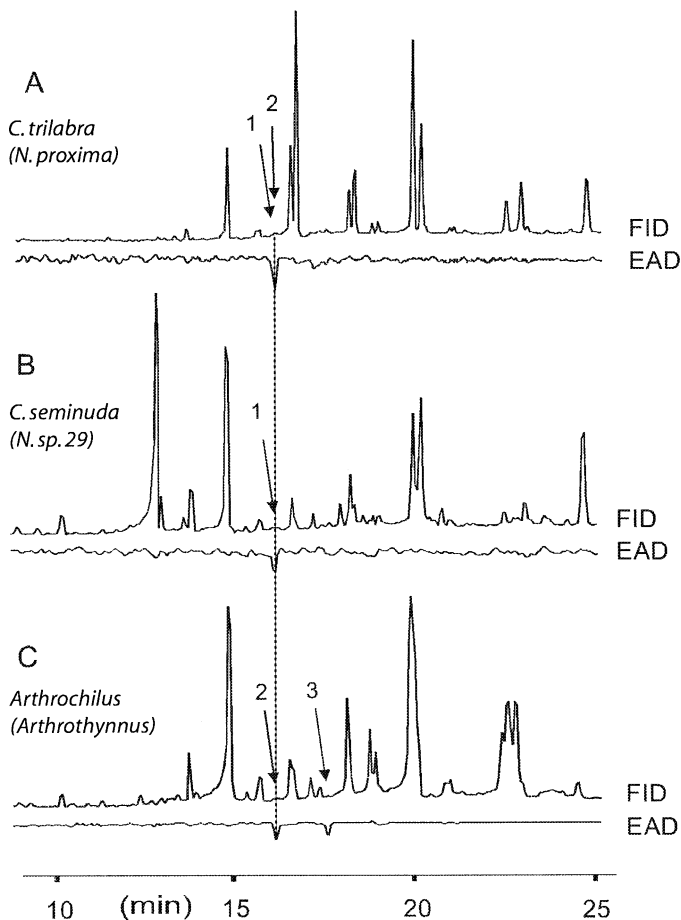 A
C. trilabra
(N. proxima)
1
2
FID
EAD
B
C. seminuda
(N. sp. 29)
1
FID
EAD
C
Arthrochilus
(Arthrothynnus)
2
3
FID
EAD
10 (min) 15 20 25